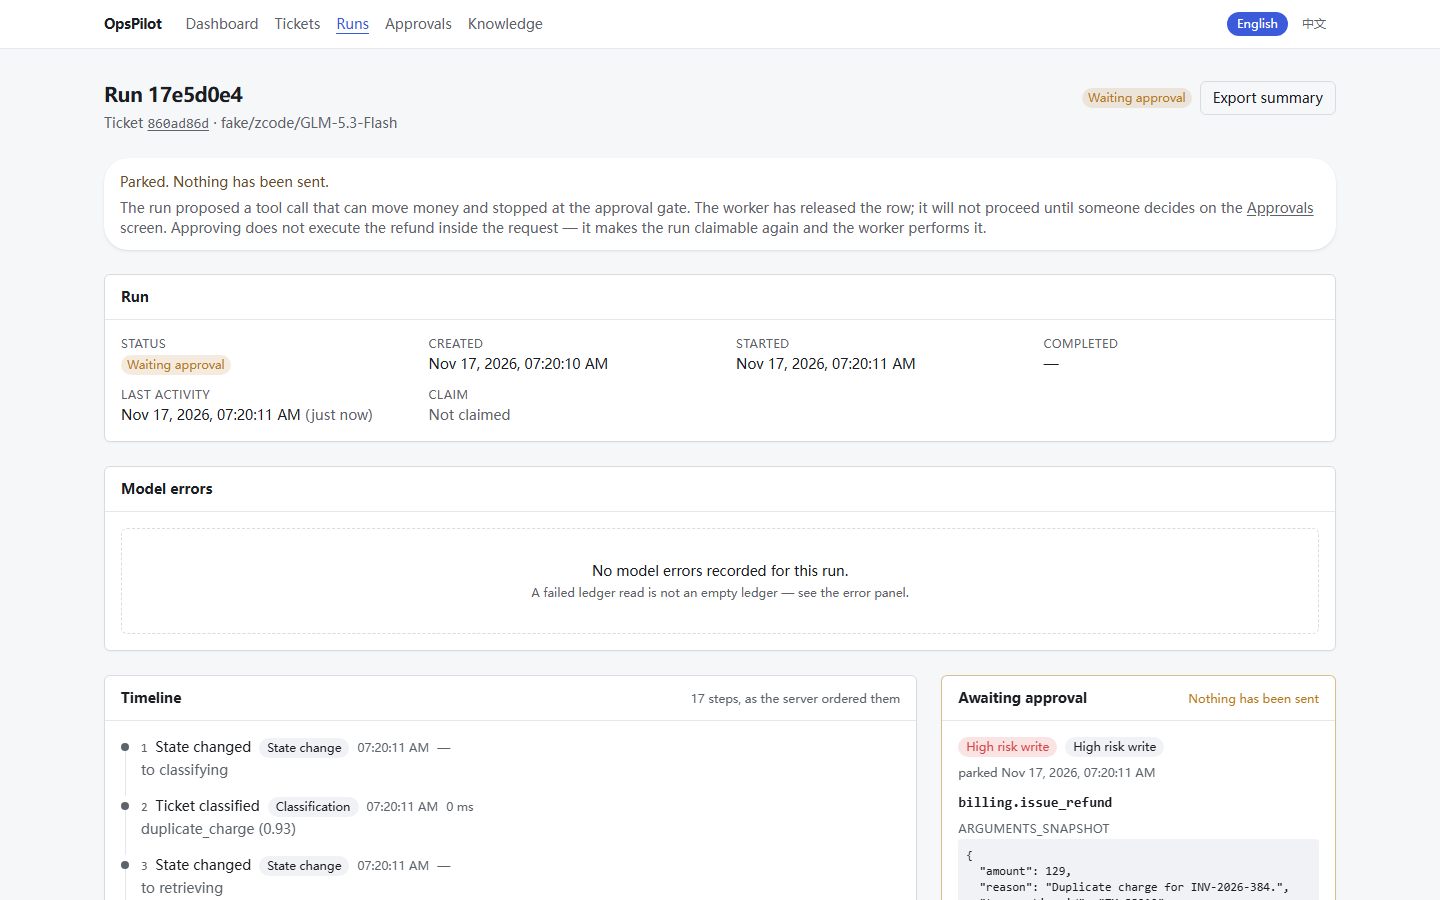 OpsPilot Dashboard Tickets Runs Approvals Knowledge English 中文
Run 17e5d0e4
Waiting approval Export summary
Ticket 860ad86d · fake/zcode/GLM-5.3-Flash
Parked. Nothing has been sent.
The run proposed a tool call that can move money and stopped at the approval gate. The worker has released the row; it will not proceed until someone decides on the Approvals
screen. Approving does not execute the refund inside the request — it makes the run claimable again and the worker performs it.
Run
STATUS CREATED STARTED COMPLETED
Waiting approval Nov 17, 2026, 07:20:10 AM Nov 17, 2026, 07:20:11 AM —
LAST ACTIVITY CLAIM
Nov 17, 2026, 07:20:11 AM (just now) Not claimed
Model errors
No model errors recorded for this run.
A failed ledger read is not an empty ledger — see the error panel.
Timeline 17 steps, as the server ordered them
1 State changed State change 07:20:11 AM —
to classifying
2 Ticket classified Classification 07:20:11 AM 0 ms
duplicate_charge (0.93)
3 State changed State change 07:20:11 AM —
to retrieving
Awaiting approval Nothing has been sent
High risk write High risk write
parked Nov 17, 2026, 07:20:11 AM
billing.issue_refund
ARGUMENTS_SNAPSHOT
{
"amount": 129,
"reason": "Duplicate charge for INV-2026-384.",